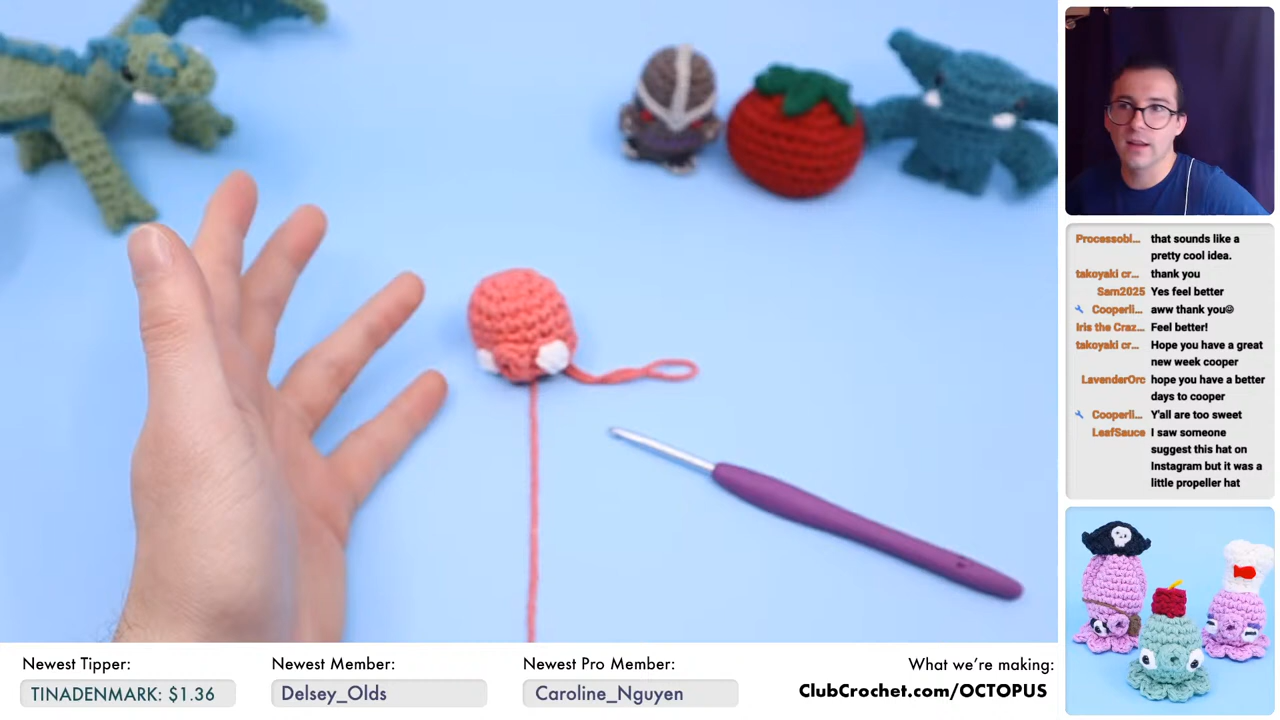 Processobl... that sounds like a
pretty cool idea.
takoyaki cr... thank you
Sam2025 Yes feel better
Cooperli... aww thank you☺
Iris the Craz... Feel better!
takoyaki cr... Hope you have a great
new week cooper
LavenderOrc hope you have a better
days to cooper
Cooperli... Y'all are too sweet
LeafSauce I saw someone
suggest this hat on
Instagram but it was a
little propeller hat
Newest Tipper:
TINADENMARK: $1.36
Newest Member:
Delsey_Olds
Newest Pro Member:
Caroline_Nguyen
What we're making:
ClubCrochet.com/OCTOPUS